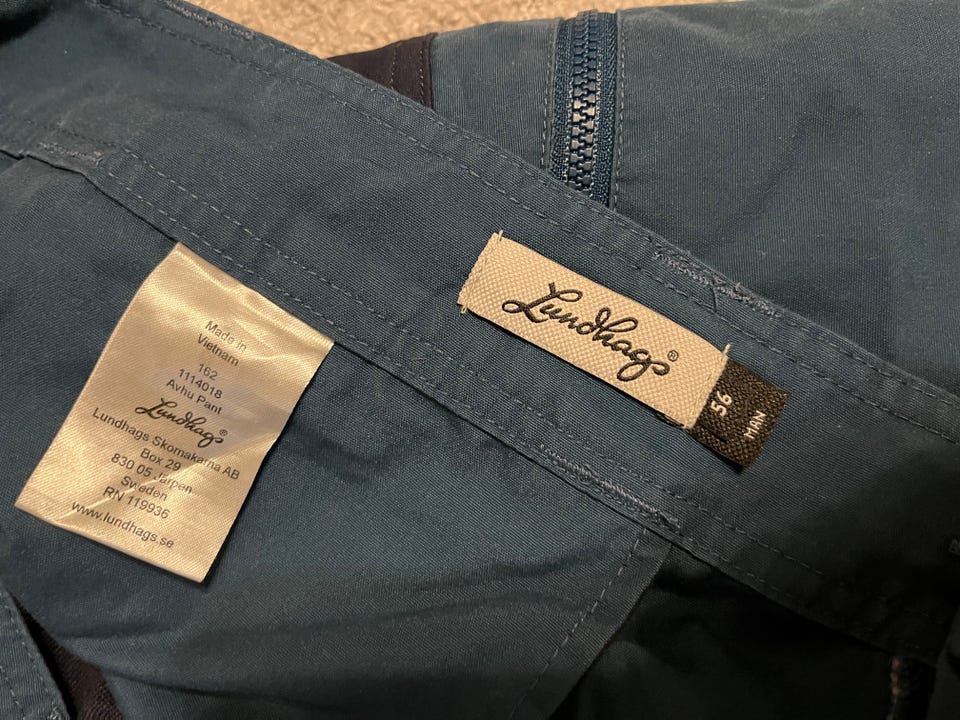 Made in
Vietnam
162
1114018
Avhu Pant
Lundhags®
Lundhags Skomakarna AB
Box 29
830 05 Järpen
Sweden
RN 119936
www.lundhags.se
Lundhags®
56
MAN